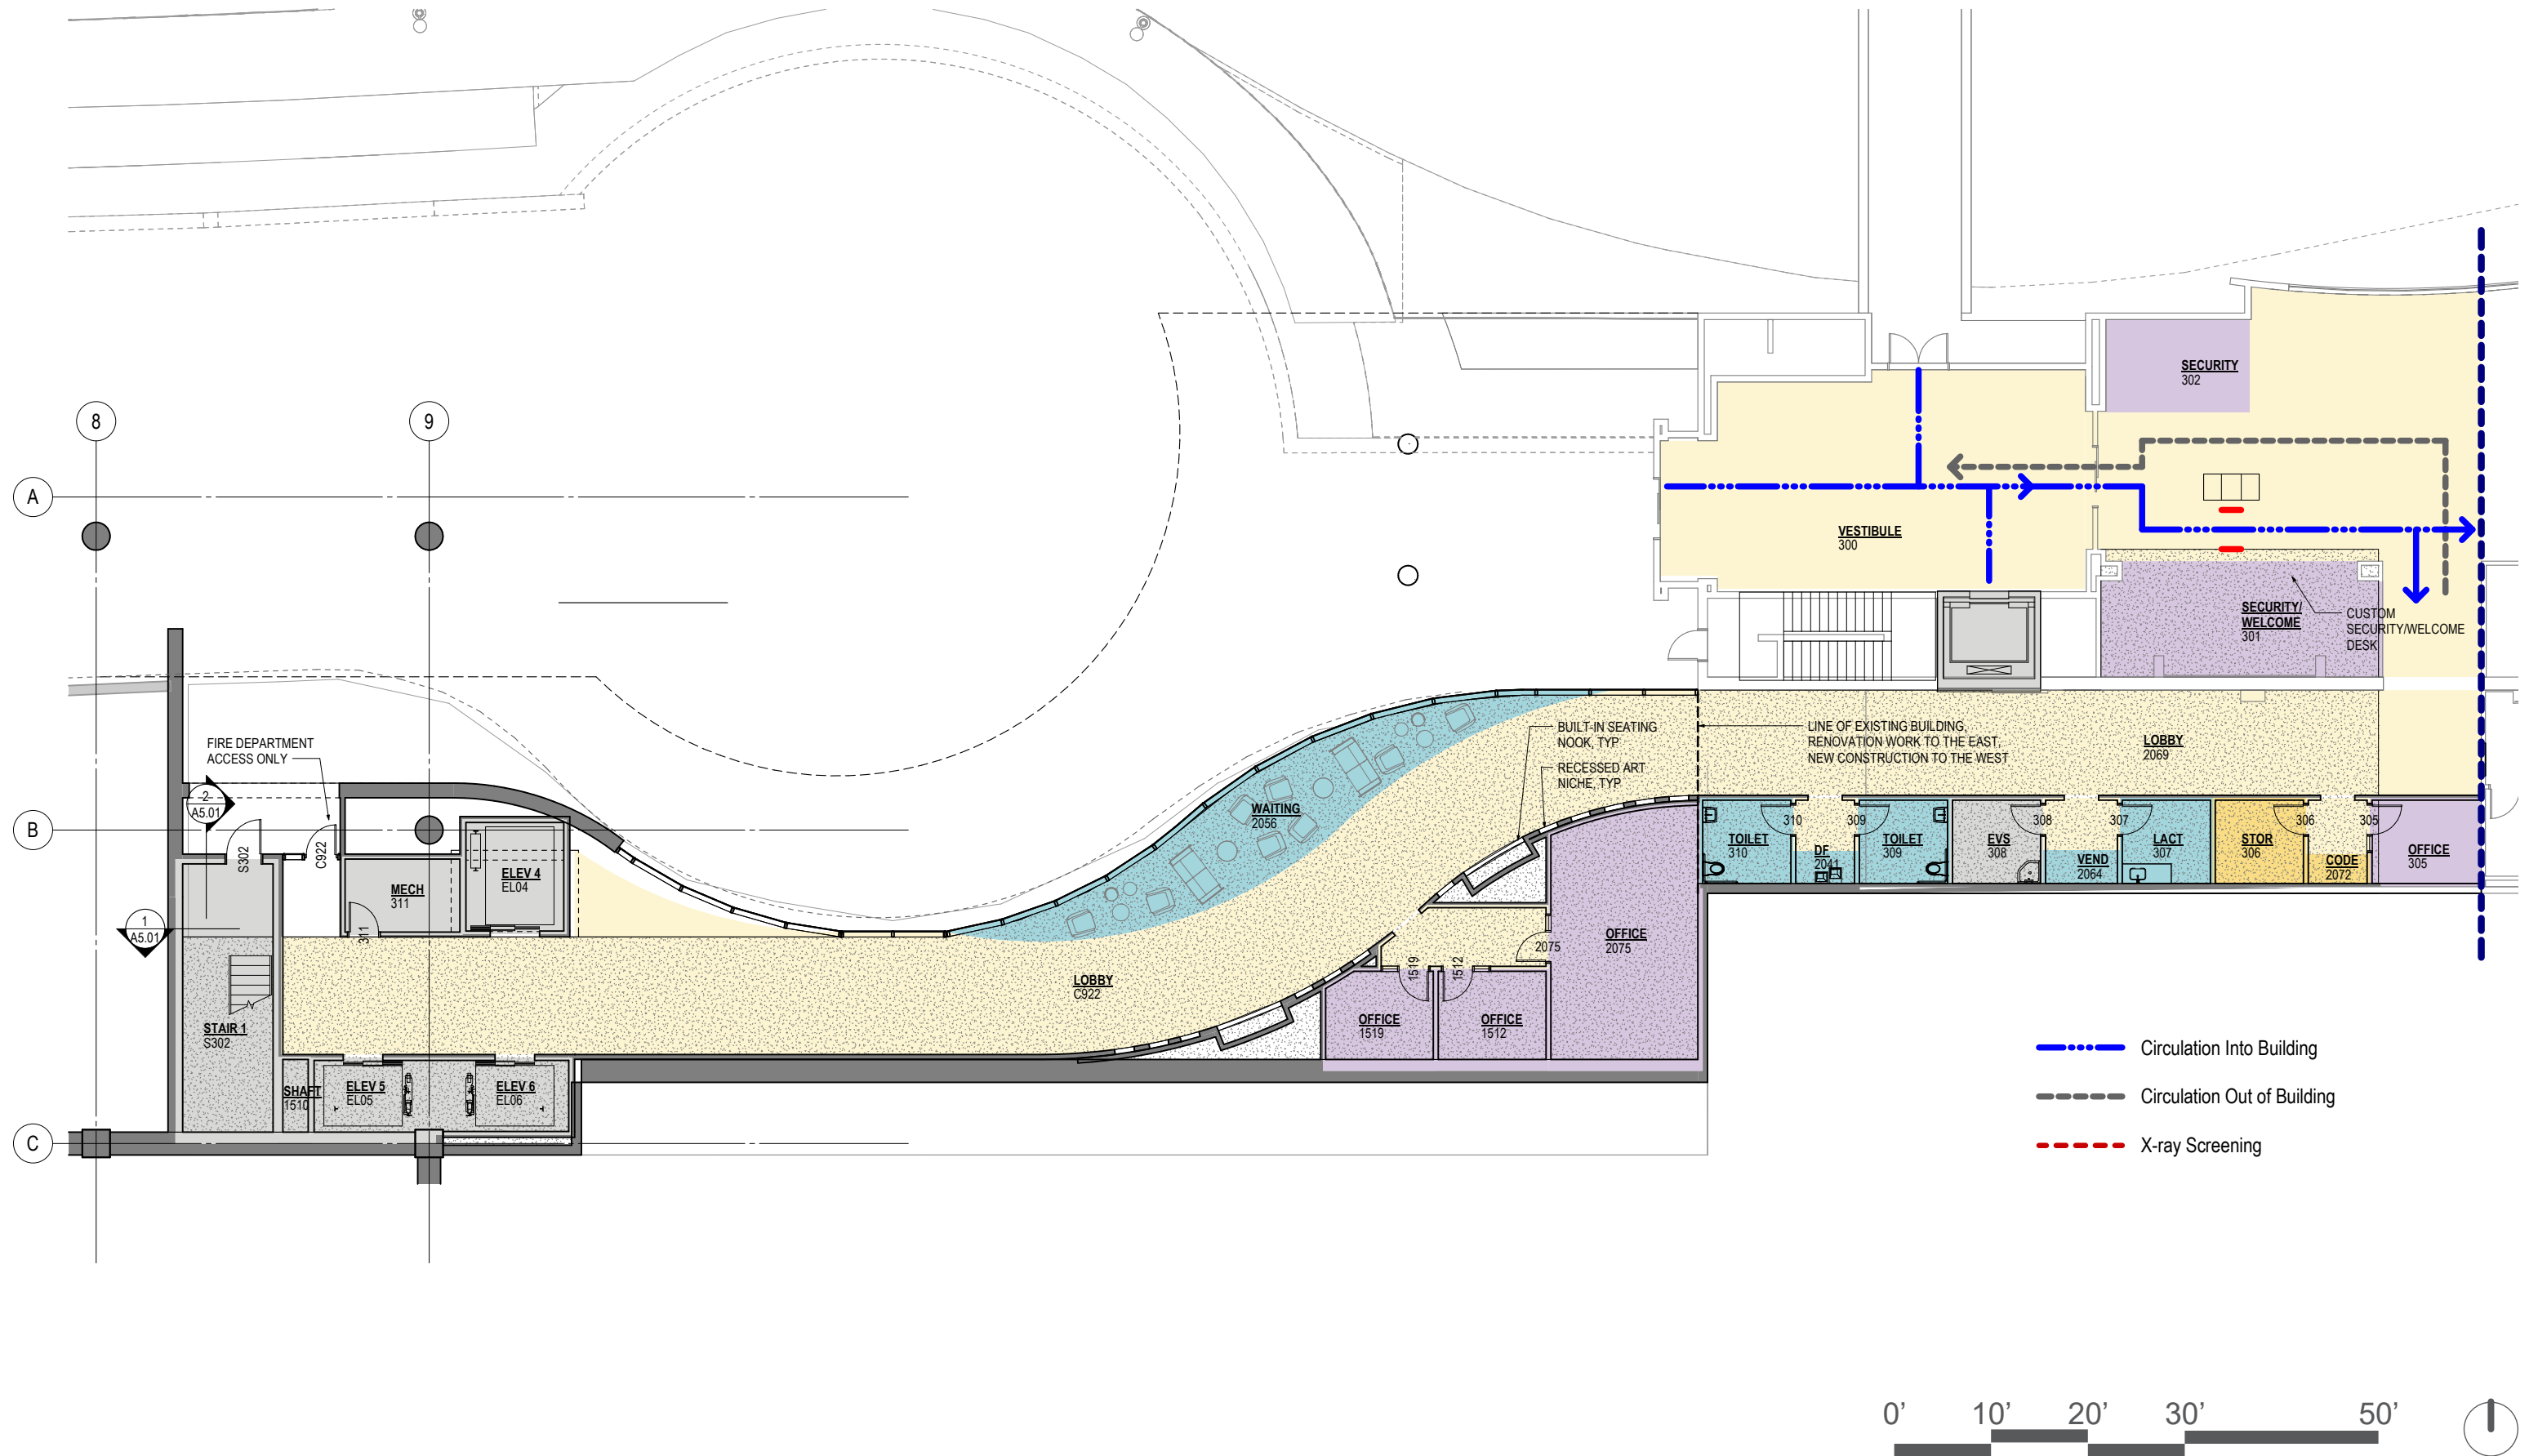 SECURITY
302
8
9
A
VESTIBULE
300
SECURITY/
WELCOME
301
CUSTOM
SECURITY/WELCOME
DESK
FIRE DEPARTMENT
ACCESS ONLY
BUILT-IN SEATING
NOOK, TYP
RECESSED ART
NICHE, TYP
LINE OF EXISTING BUILDING,
RENOVATION WORK TO THE EAST,
NEW CONSTRUCTION TO THE WEST
LOBBY
2069
2
A5.01
B
WAITING
2056
S302
C922
MECH
311
311
ELEV 4
EL04
TOILET
310
310
DF
2041
309
TOILET
309
EVS
308
308
VEND
2064
307
LACT
307
STOR
306
306
CODE
2072
305
OFFICE
305
1
A5.01
OFFICE
2075
2075
1519
1512
LOBBY
C922
STAIR 1
S302
OFFICE
1519
OFFICE
1512
SHAFT
1510
ELEV 5
EL05
ELEV 6
EL06
C
Circulation Into Building
Circulation Out of Building
X-ray Screening
0’ 10’ 20’ 30’ 50’